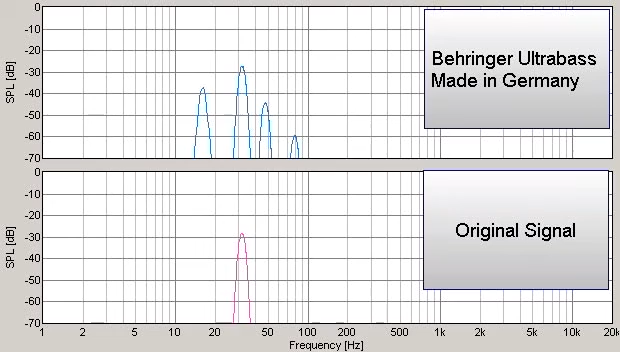 0
-10
-20
-30
-40
-50
-60
-70
SPL [dB]
Behringer Ultrabass
Made in Germany
0
-10
-20
-30
-40
-50
-60
-70
SPL [dB]
Original Signal
1 2 5 10 20 50 100 200 500 1k 2k 5k 10k 20k
Frequency [Hz]